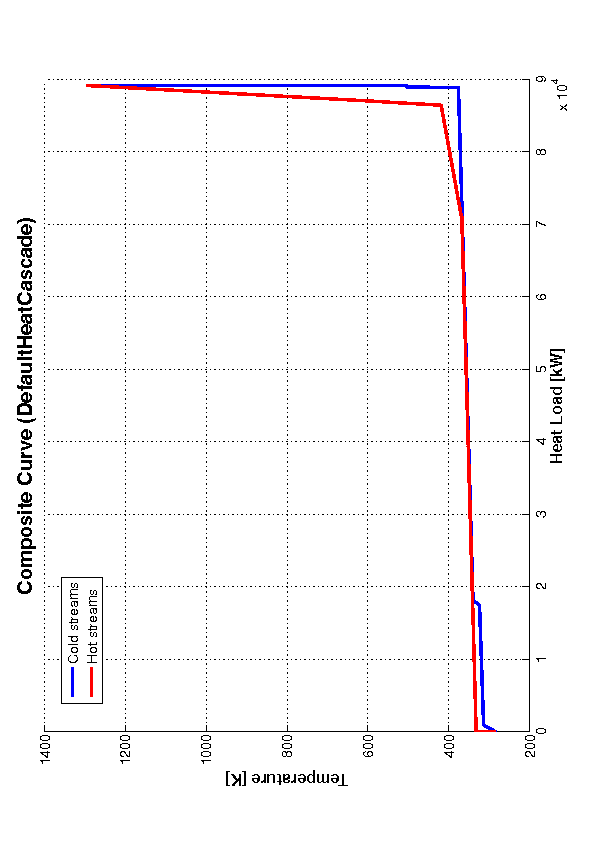 Composite Curve (DefaultHeatCascade)
Cold streams
Hot streams
1400
1200
1000
800
600
400
200
Temperature [K]
0
1
2
3
4
5
6
7
8
9
x 10^4
Heat Load [kW]